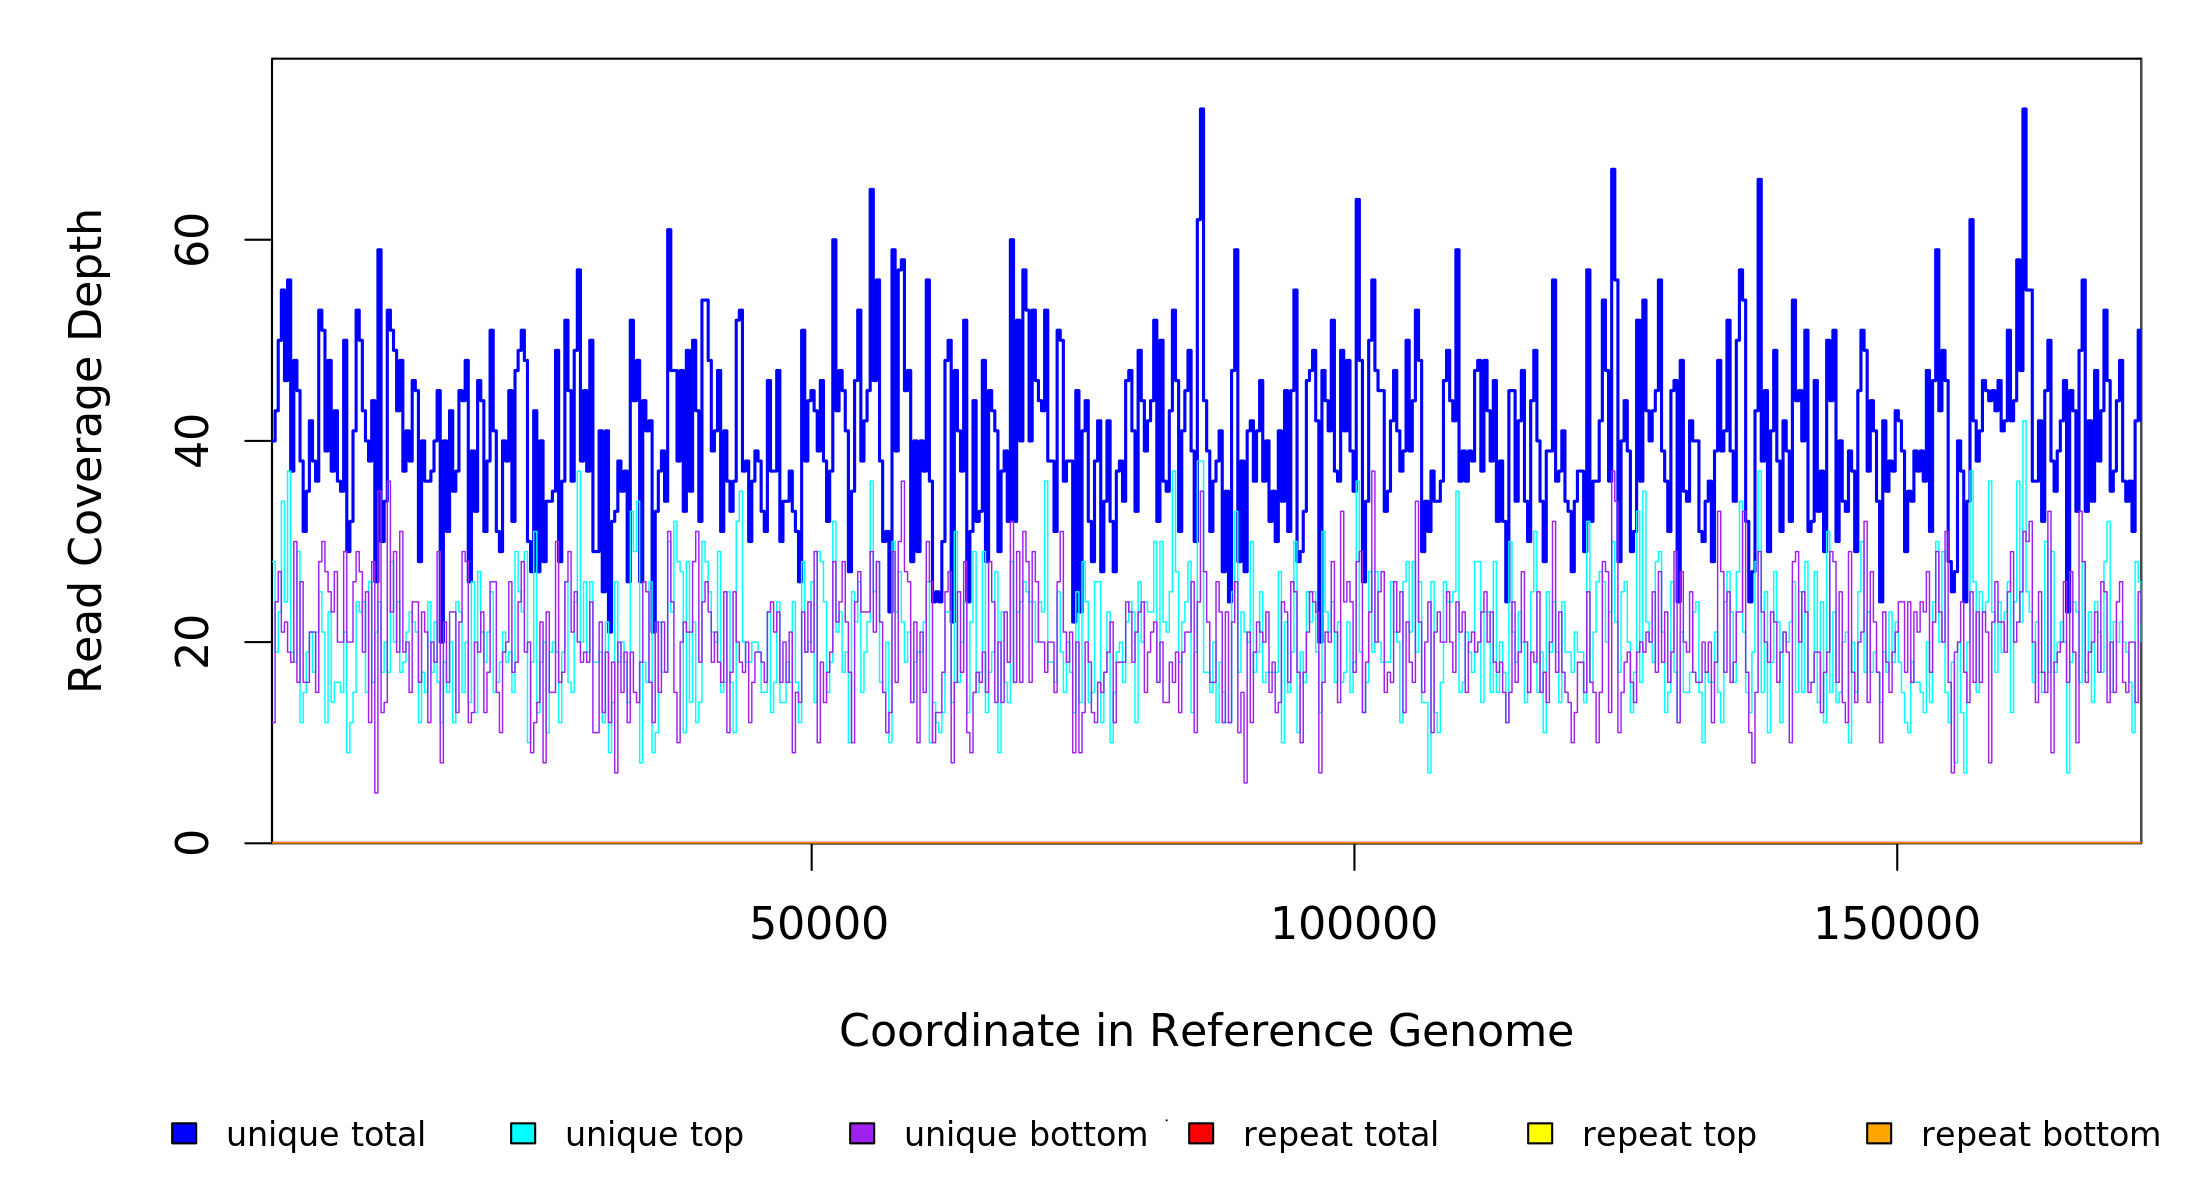 Read Coverage Depth
60
40
20
0
50000 100000 150000
Coordinate in Reference Genome
unique total unique top unique bottom repeat total repeat top repeat bottom